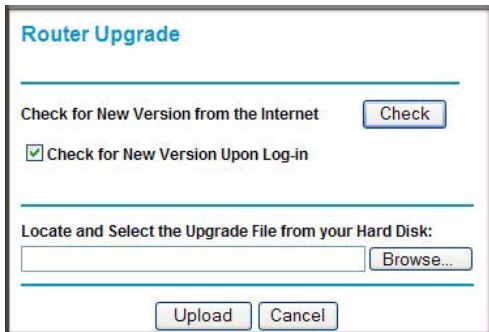 Router Upgrade
Check for New Version from the Internet Check
Check for New Version Upon Log-in
Locate and Select the Upgrade File from your Hard Disk:
Browse...
Upload Cancel